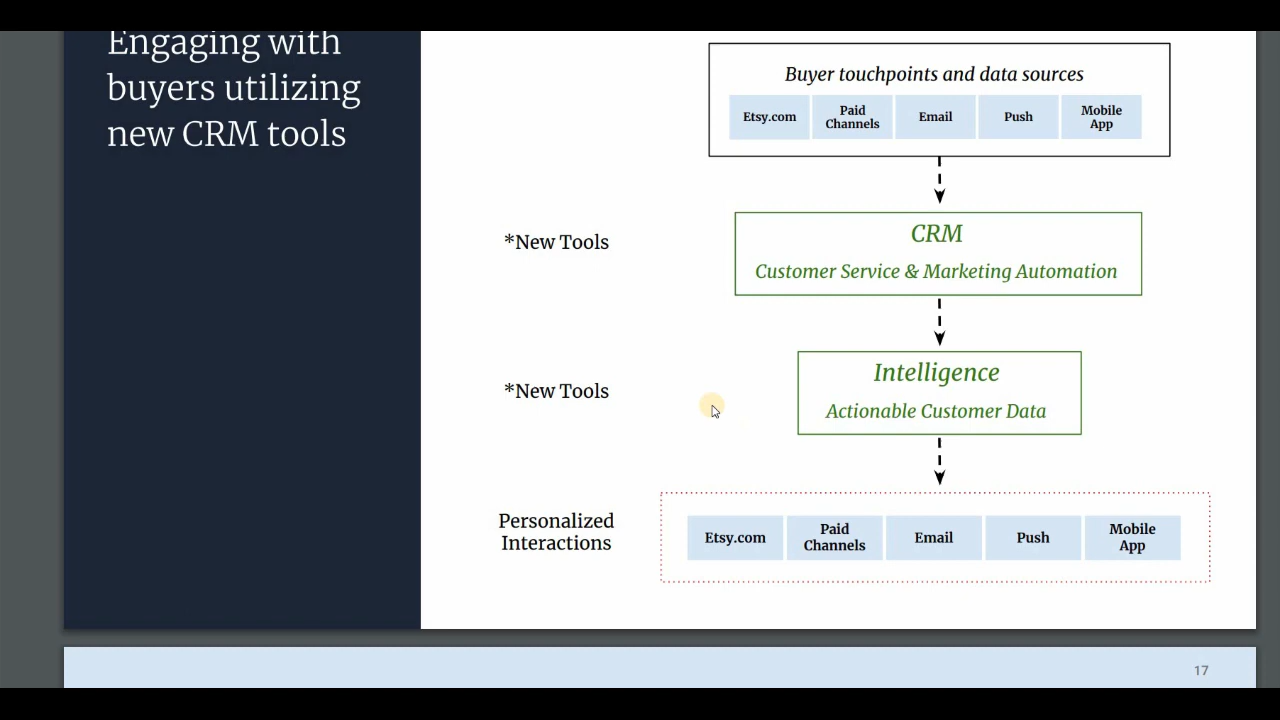 Engaging with
buyers utilizing
new CRM tools
Buyer touchpoints and data sources
Etsy.com
Paid
Channels
Email
Push
Mobile
App
*New Tools
CRM
Customer Service & Marketing Automation
*New Tools
Intelligence
Actionable Customer Data
Personalized
Interactions
Etsy.com
Paid
Channels
Email
Push
Mobile
App
17